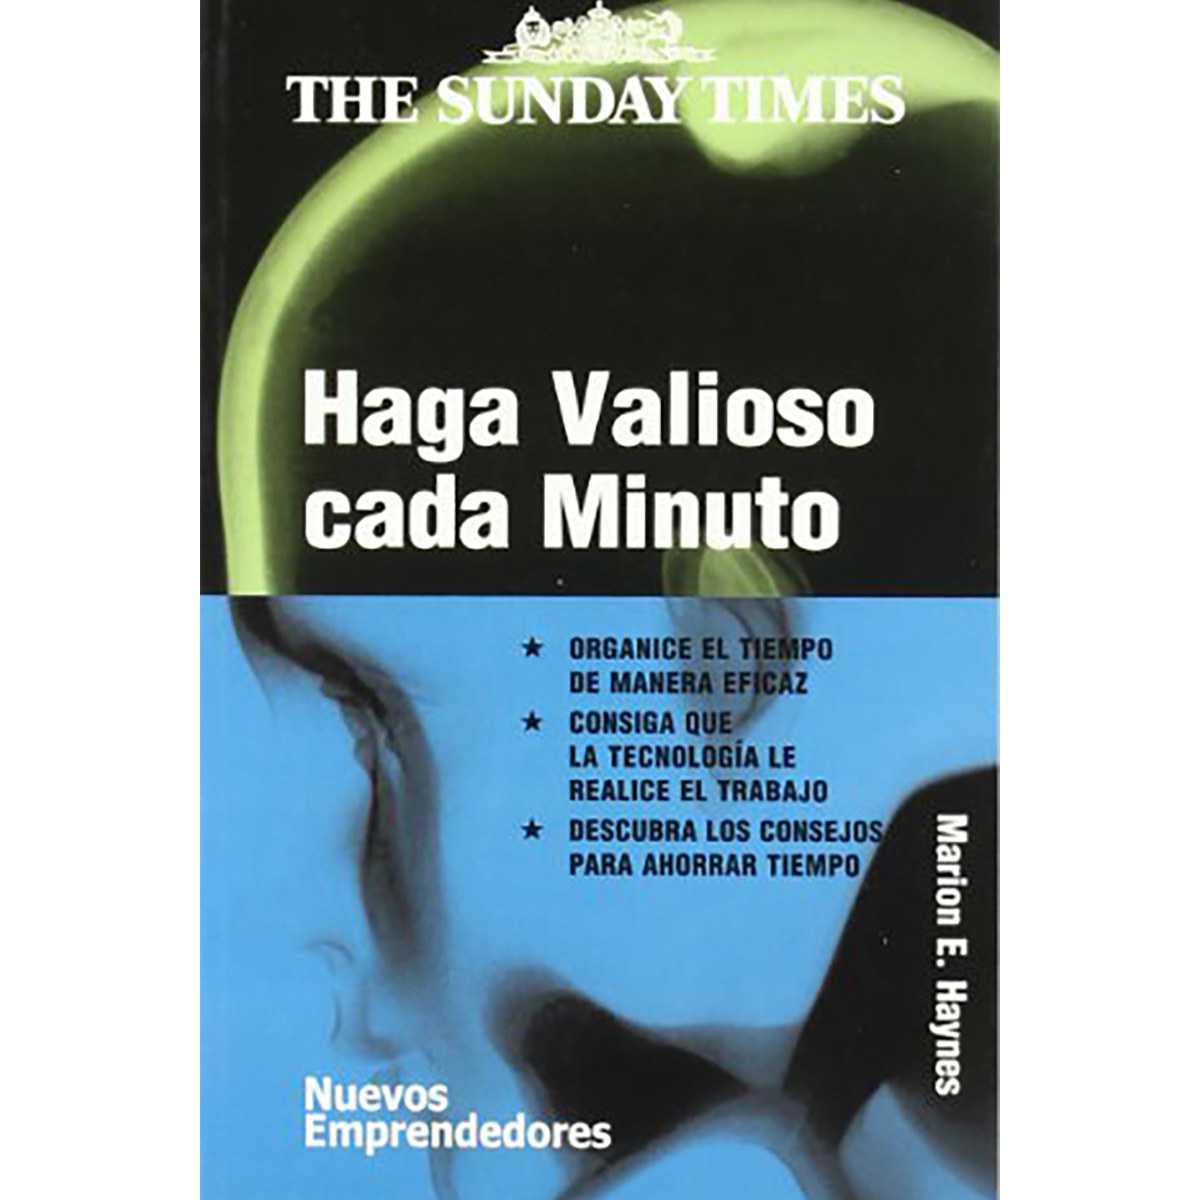 THE SUNDAY TIMES
Haga Valioso
cada Minuto
★ ORGANICE EL TIEMPO
DE MANERA EFICAZ
★ CONSIGA QUE
LA TECNOLOGÍA LE
REALICE EL TRABAJO
★ DESCUBRA LOS CONSEJOS
PARA AHORRAR TIEMPO
Marion E. Haynes
Nuevos
Emprendedores